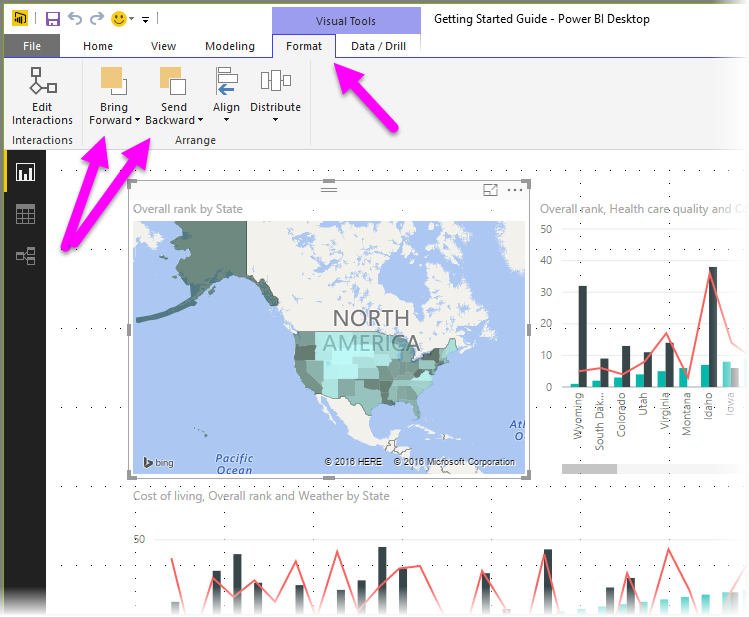 Visual Tools
Getting Started Guide - Power BI Desktop
File Home View Modeling Format Data / Drill
Edit Interactions
Bring Forward
Send Backward
Align
Distribute
Interactions
Arrange
Overall rank by State
NORTH
AMERICA
Pacific
Ocean
bing
© 2016 HERE © 2016 Microsoft Corporation
Overall rank, Health care quality and
50
40
30
20
10
0
Wyoming
South Dak...
Colorado
Utah
Virginia
Montana
Idaho
Iowa
Cost of living, Overall rank and Weather by State
50